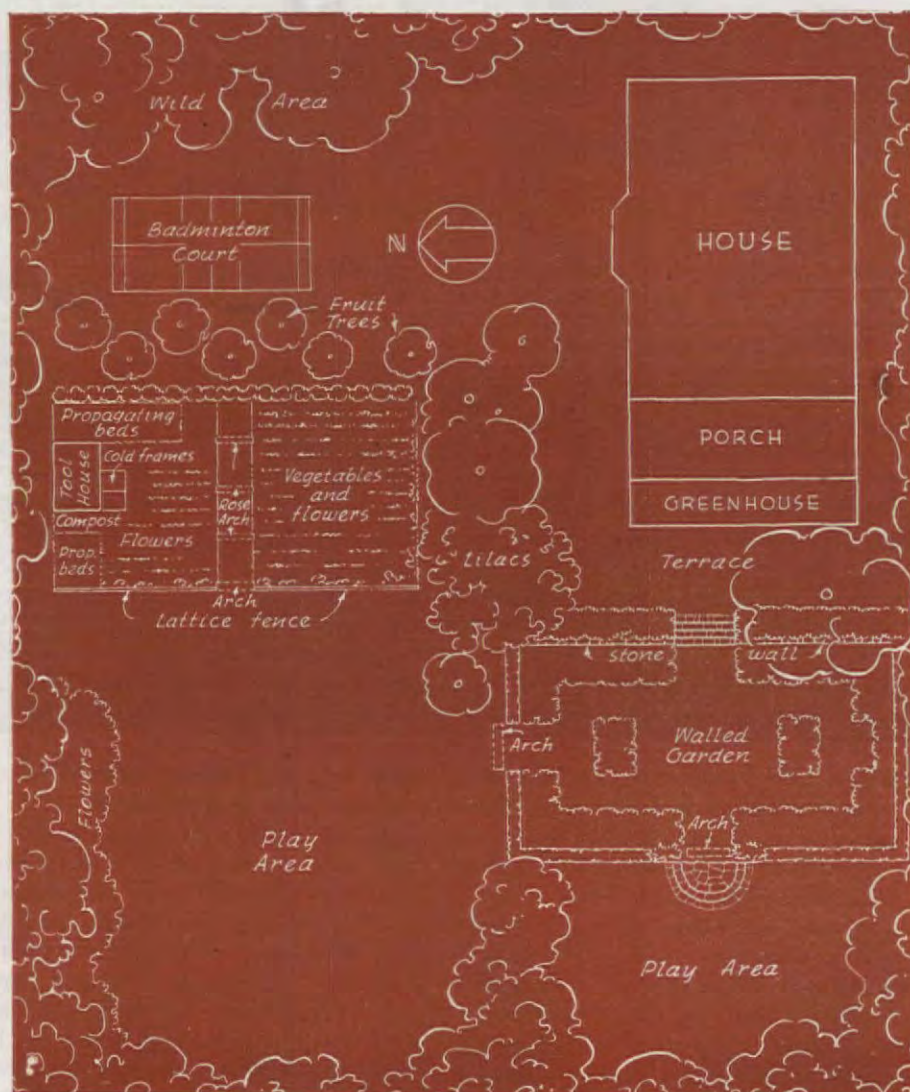 Wild Area
Badminton
Court
N
HOUSE
Fruit
Trees
Propagating
beds
Cold frames
Tool
House
Compost
Prop.
beds
Flowers
Rose
Arch
Vegetables
and
flowers
PORCH
GREENHOUSE
Arch
Lattice fence
Lilacs
Terrace
stone wall
Arch
Walled
Garden
Arch
Flowers
Play
Area
Play Area